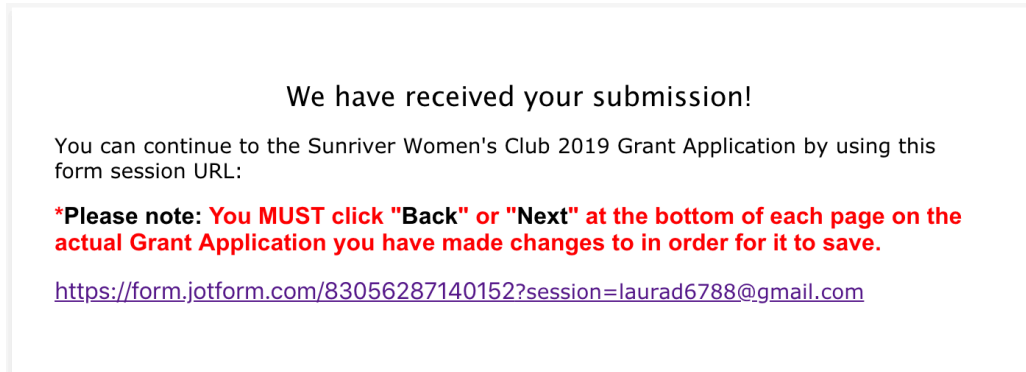 We have received your submission!
You can continue to the Sunriver Women's Club 2019 Grant Application by using this
form session URL:
*Please note: You MUST click "Back" or "Next" at the bottom of each page on the
actual Grant Application you have made changes to in order for it to save.
https://form.jotform.com/83056287140152?session=laurad6788@gmail.com